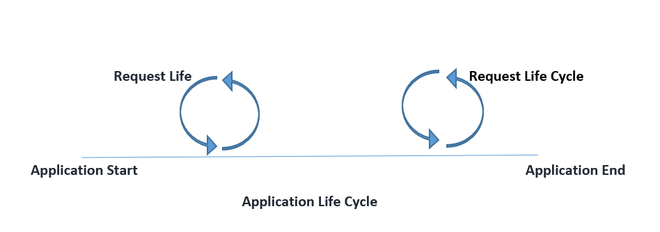 Request Life
Request Life Cycle
Application Start
Application End
Application Life Cycle